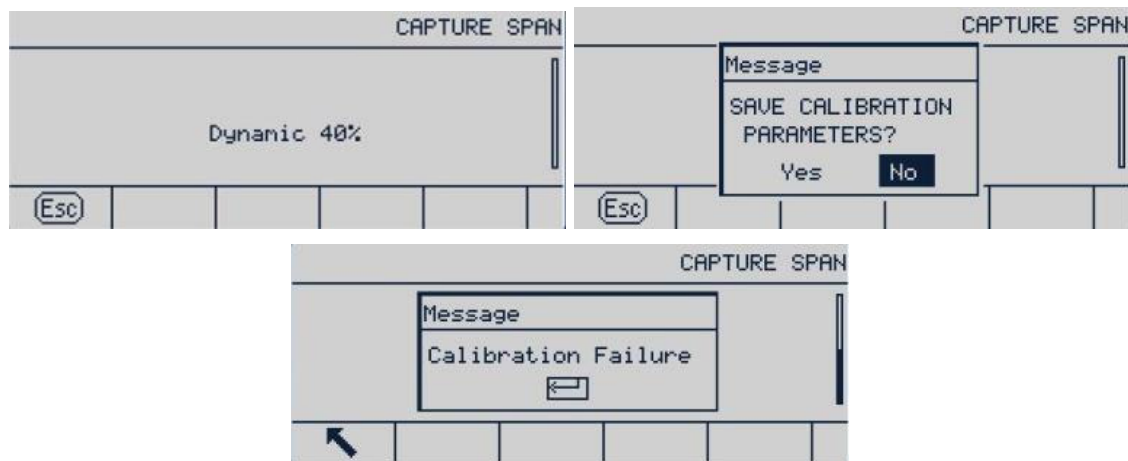 CAPTURE SPAN
Dynamic 40%
Esc
CAPTURE SPAN
Message
SAVE CALIBRATION
PARAMETERS?
Yes No
Esc
CAPTURE SPAN
Message
Calibration Failure